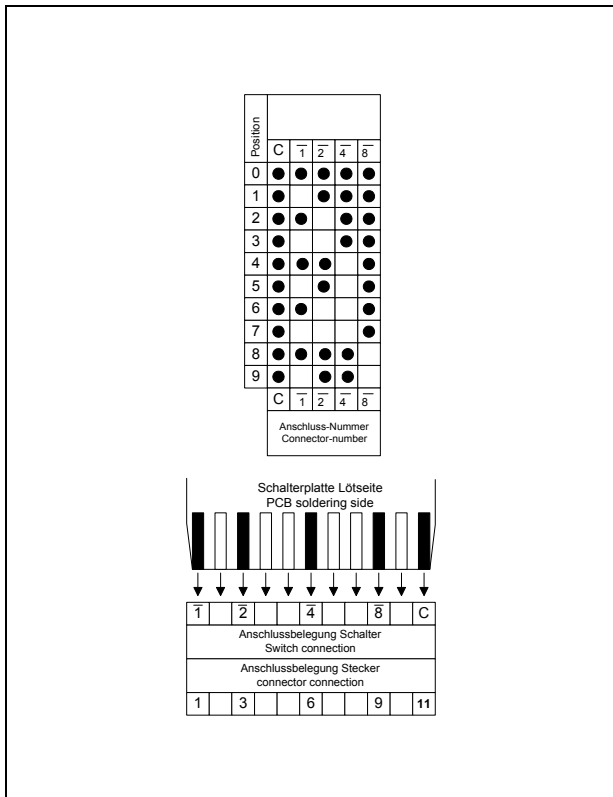 Position
C 1̅ 2̅ 4̅ 8̅
0
1
2
3
4
5
6
7
8
9
C 1̅ 2̅ 4̅ 8̅
Anschluss-Nummer
Connector-number
Schalterplatte Lötseite
PCB soldering side
1̅ 2̅ 4̅ 8̅ C
Anschlussbelegung Schalter
Switch connection
Anschlussbelegung Stecker
connector connection
1 3 6 9 11